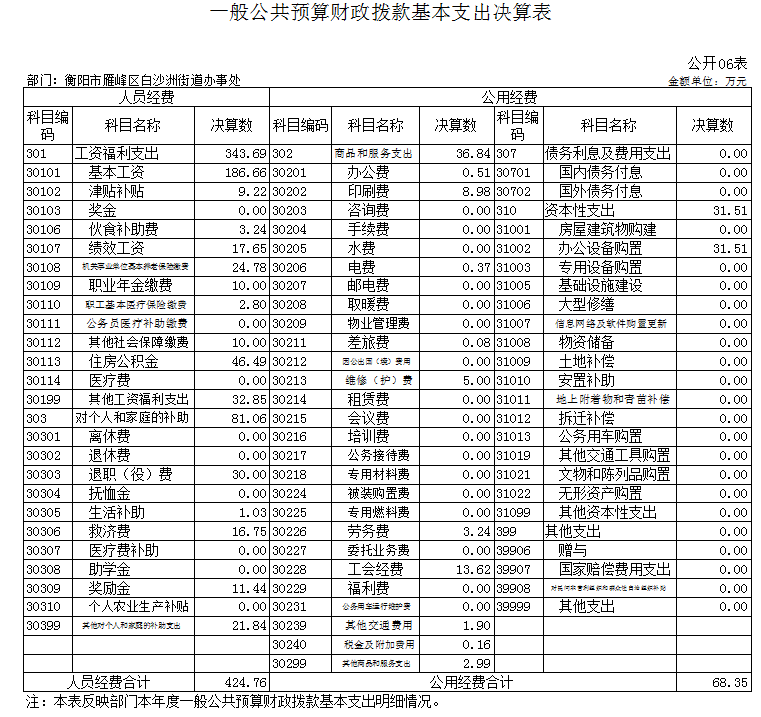 一般公共预算财政拨款基本支出决算表
公开06表
部门：衡阳市雁峰区白沙洲街道办事处 金额单位：万元
人员经费 公用经费
科目编码 科目名称 决算数 科目编码 科目名称 决算数 科目编码 科目名称 决算数
301 工资福利支出 343.69 302 商品和服务支出 36.84 307 债务利息及费用支出 0.00
30101 基本工资 186.66 30201 办公费 0.51 30701 国内债务付息 0.00
30102 津贴补贴 9.22 30202 印刷费 8.98 30702 国外债务付息 0.00
30103 奖金 0.00 30203 咨询费 0.00 310 资本性支出 31.51
30106 伙食补助费 3.24 30204 手续费 0.00 31001 房屋建筑物购建 0.00
30107 绩效工资 17.65 30205 水费 0.00 31002 办公设备购置 31.51
30108 机关事业单位基本养老保险缴费 24.78 30206 电费 0.37 31003 专用设备购置 0.00
30109 职业年金缴费 10.00 30207 邮电费 0.00 31005 基础设施建设 0.00
30110 职工基本医疗保险缴费 2.80 30208 取暖费 0.00 31006 大型修缮 0.00
30111 公务员医疗补助缴费 0.00 30209 物业管理费 0.00 31007 信息网络及软件购置更新 0.00
30112 其他社会保障缴费 10.00 30211 差旅费 0.08 31008 物资储备 0.00
30113 住房公积金 46.49 30212 因公出国（境）费用 0.00 31009 土地补偿 0.00
30114 医疗费 0.00 30213 维修（护）费 5.00 31010 安置补助 0.00
30199 其他工资福利支出 32.85 30214 租赁费 0.00 31011 地上附着物和青苗补偿 0.00
303 对个人和家庭的补助 81.06 30215 会议费 0.00 31012 拆迁补偿 0.00
30301 离休费 0.00 30216 培训费 0.00 31013 公务用车购置 0.00
30302 退休费 0.00 30217 公务接待费 0.00 31019 其他交通工具购置 0.00
30303 退职（役）费 30.00 30218 专用材料费 0.00 31021 文物和陈列品购置 0.00
30304 抚恤金 0.00 30224 被装购置费 0.00 31022 无形资产购置 0.00
30305 生活补助 1.03 30225 专用燃料费 0.00 31099 其他资本性支出 0.00
30306 救济费 16.75 30226 劳务费 3.24 399 其他支出 0.00
30307 医疗费补助 0.00 30227 委托业务费 0.00 39906 赠与 0.00
30308 助学金 0.00 30228 工会经费 13.62 39907 国家赔偿费用支出 0.00
30309 奖励金 11.44 30229 福利费 0.00 39908 对民间非营利组织和群众性自治组织补贴 0.00
30310 个人农业生产补贴 0.00 30231 公务用车运行维护费 0.00 39999 其他支出 0.00
30399 其他对个人和家庭的补助支出 21.84 30239 其他交通费用 1.90
30240 税金及附加费用 0.16
30299 其他商品和服务支出 2.99
人员经费合计 424.76 公用经费合计 68.35
注：本表反映部门本年度一般公共预算财政拨款基本支出明细情况。